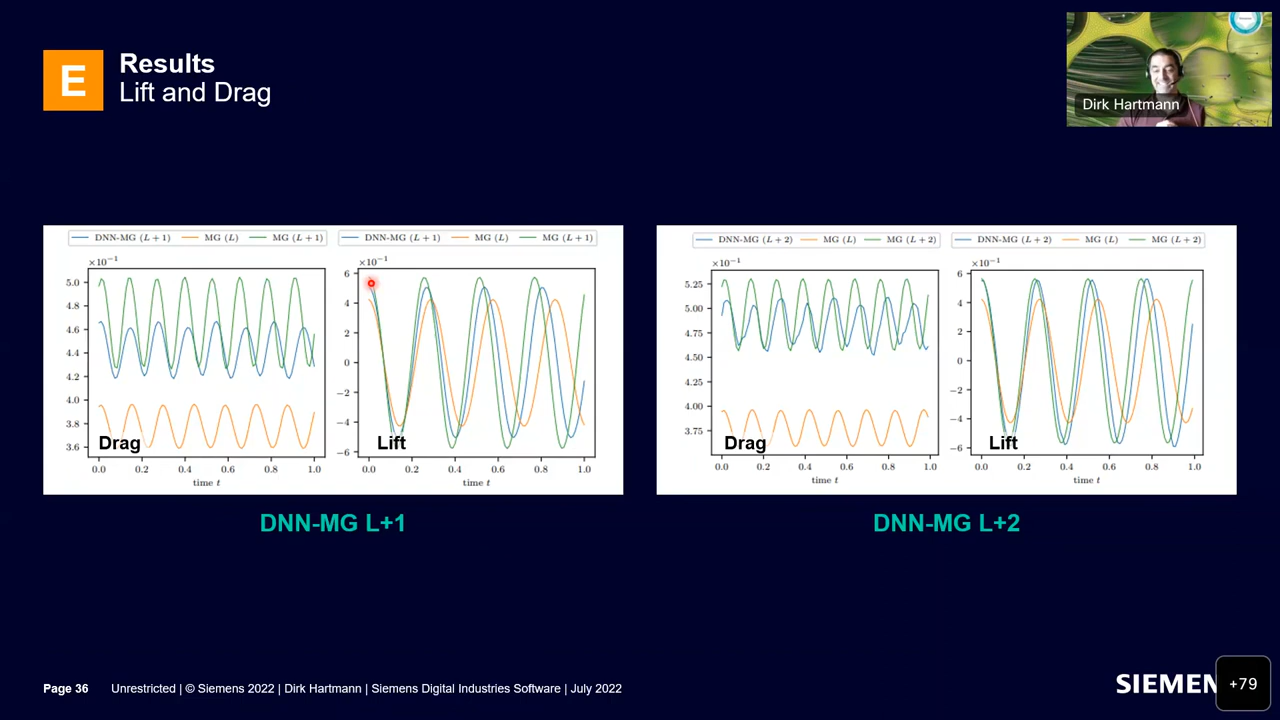 E
Results
Lift and Drag
Dirk Hartmann
DNN-MG (L + 1) MG (L) MG (L + 1)
×10⁻¹
5.0
4.8
4.6
4.4
4.2
4.0
3.8
3.6
Drag
0.0 0.2 0.4 0.6 0.8 1.0
time t
DNN-MG (L + 1) MG (L) MG (L + 1)
×10⁻¹
6
4
2
0
−2
−4
−6
Lift
0.0 0.2 0.4 0.6 0.8 1.0
time t
DNN-MG (L + 2) MG (L) MG (L + 2)
×10⁻¹
5.25
5.00
4.75
4.50
4.25
4.00
3.75
Drag
0.0 0.2 0.4 0.6 0.8 1.0
time t
DNN-MG (L + 2) MG (L) MG (L + 2)
×10⁻¹
6
4
2
0
−2
−4
−6
Lift
0.0 0.2 0.4 0.6 0.8 1.0
time t
DNN-MG L+1
DNN-MG L+2
Page 36 Unrestricted | © Siemens 2022 | Dirk Hartmann | Siemens Digital Industries Software | July 2022
SIEMEN
+79